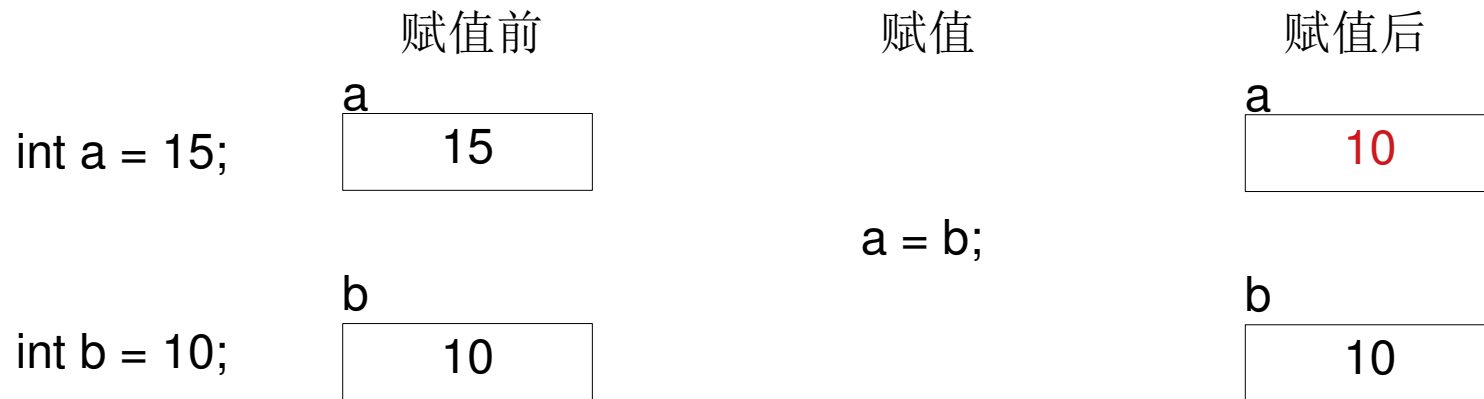 赋值前 赋值 赋值后
a a
int a = 15; 15 10
a = b;
b b
int b = 10; 10 10